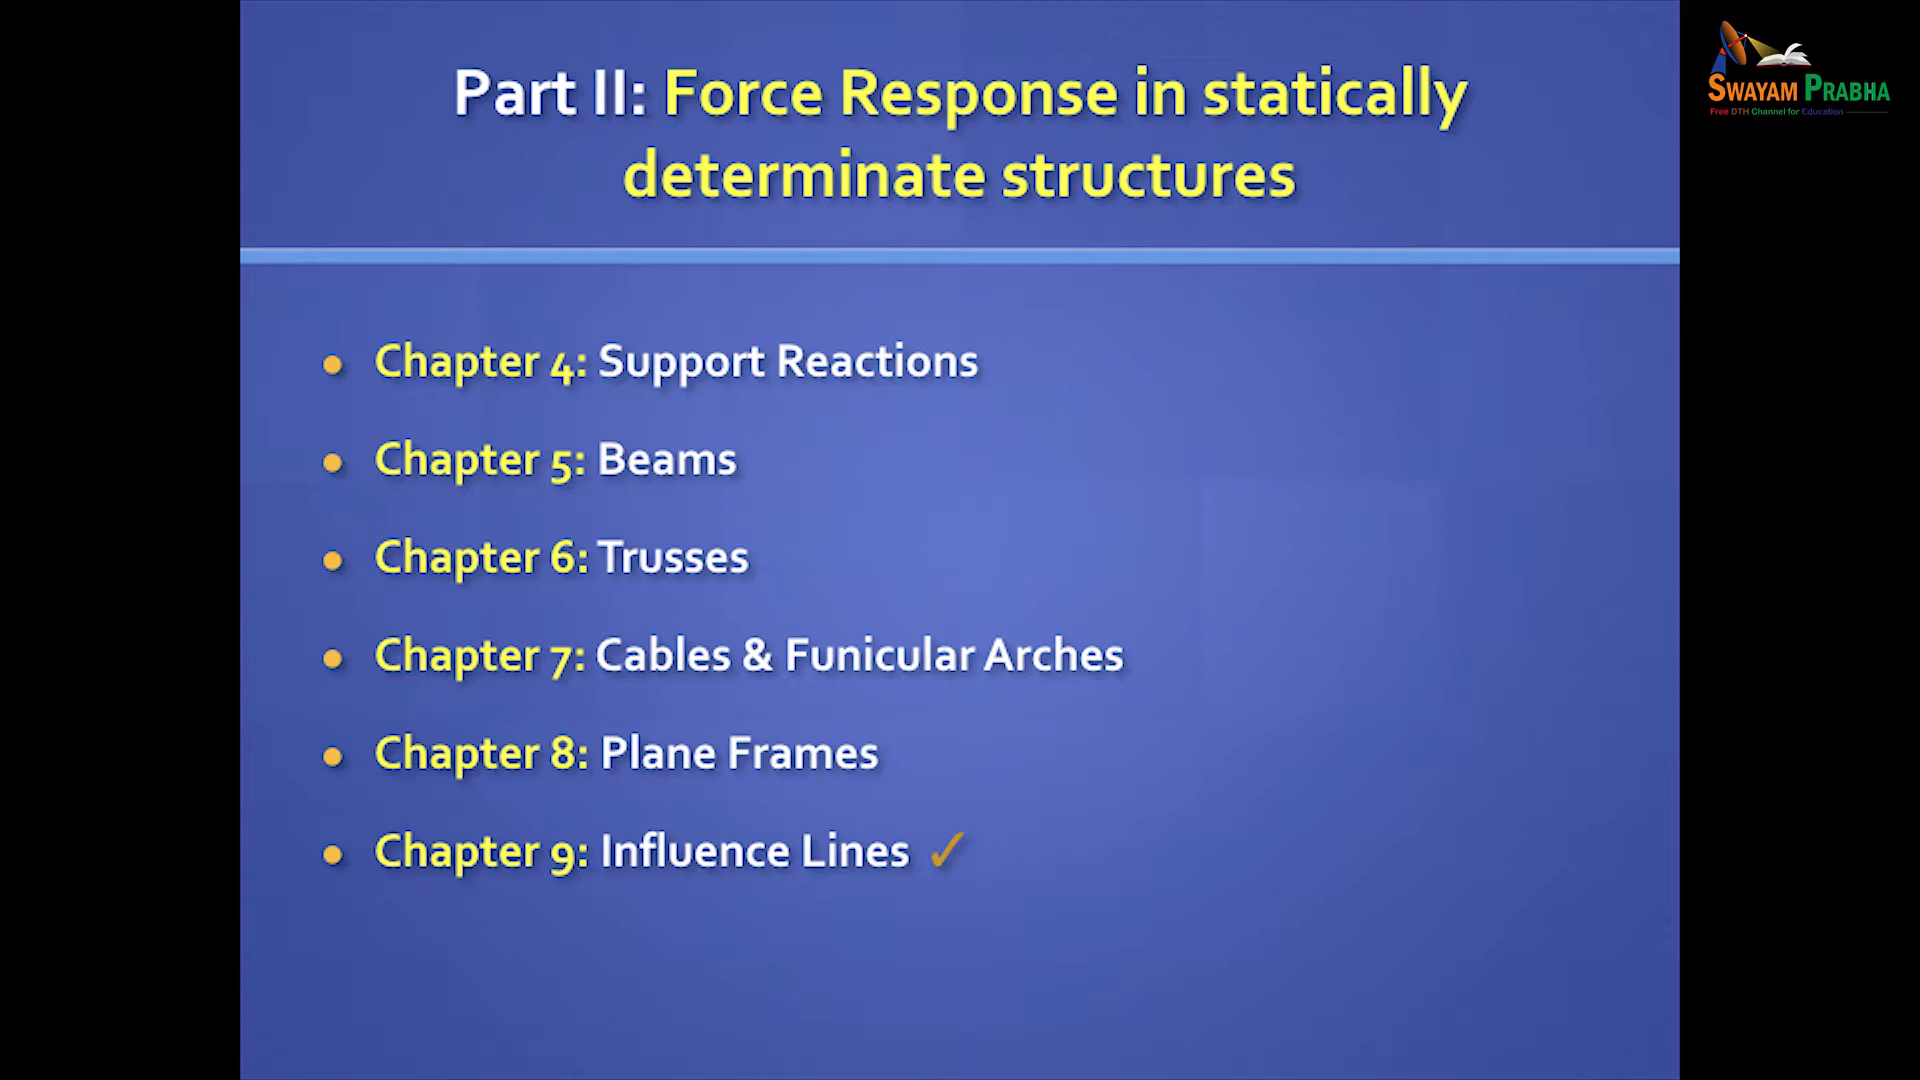 Part II: Force Response in statically
determinate structures
SWAYAM PRABHA
Free DTH Channel for Education
• Chapter 4: Support Reactions
• Chapter 5: Beams
• Chapter 6: Trusses
• Chapter 7: Cables & Funicular Arches
• Chapter 8: Plane Frames
• Chapter 9: Influence Lines ✓